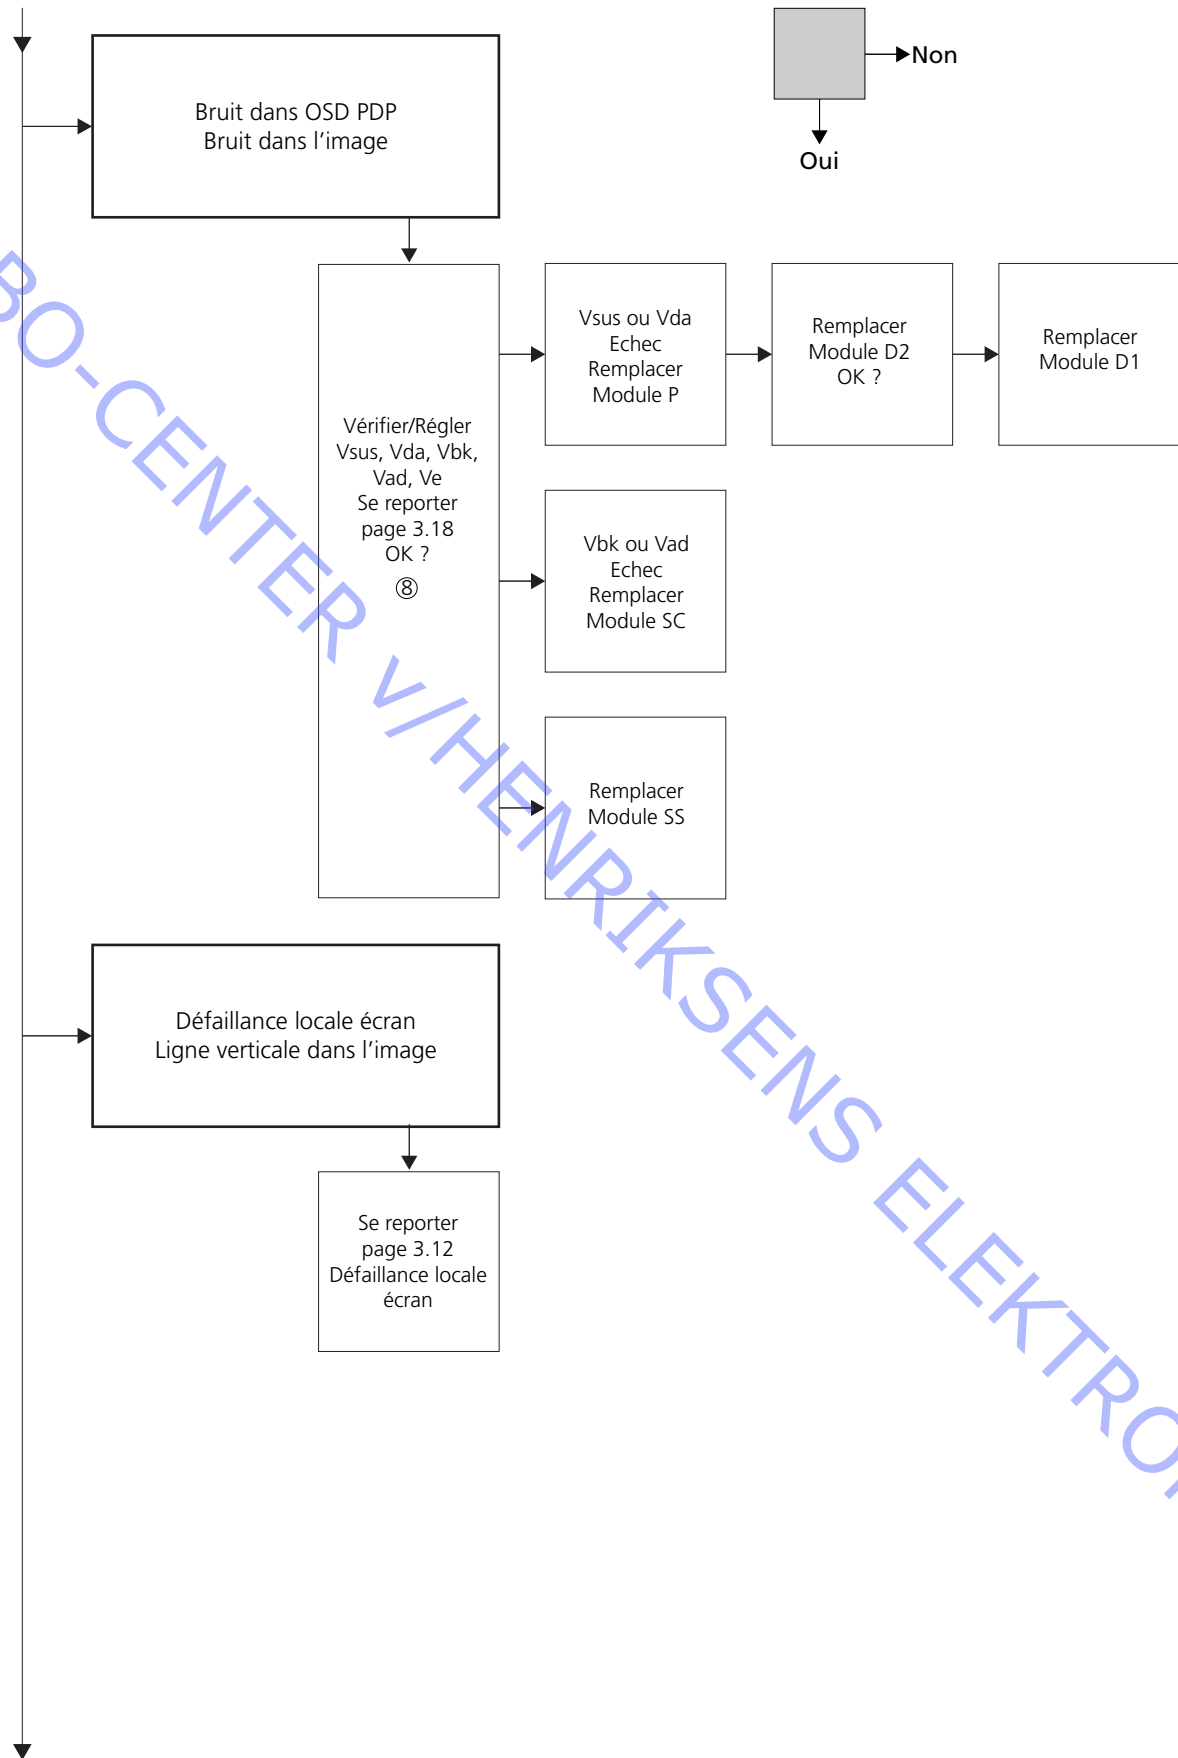 Non
Oui
Bruit dans OSD PDP
Bruit dans l’image
Vérifier/Régler
Vsus, Vda, Vbk,
Vad, Ve
Se reporter
page 3.18
OK ?
⑧
Vsus ou Vda
Echec
Remplacer
Module P
Remplacer
Module D2
OK ?
Remplacer
Module D1
Vbk ou Vad
Echec
Remplacer
Module SC
Remplacer
Module SS
Défaillance locale écran
Ligne verticale dans l’image
Se reporter
page 3.12
Défaillance locale
écran
BO-CENTER v/HENRIKSENS ELEKTRO